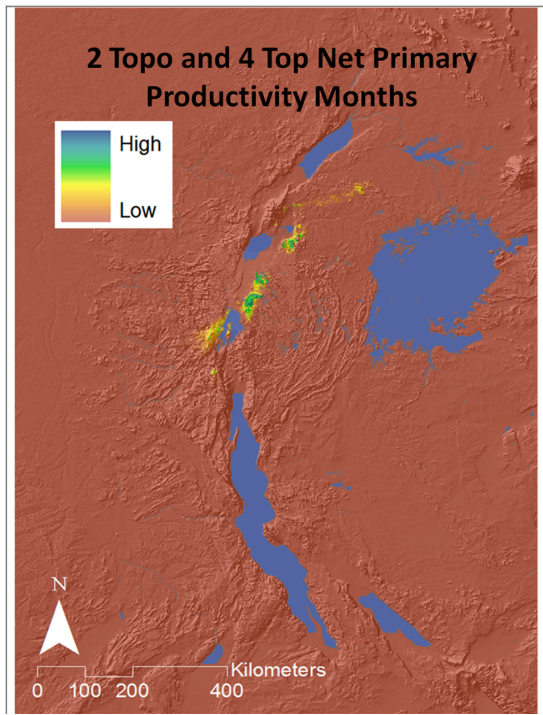 2 Topo and 4 Top Net Primary
Productivity Months
High
Low
N
Kilometers
0 100 200 400